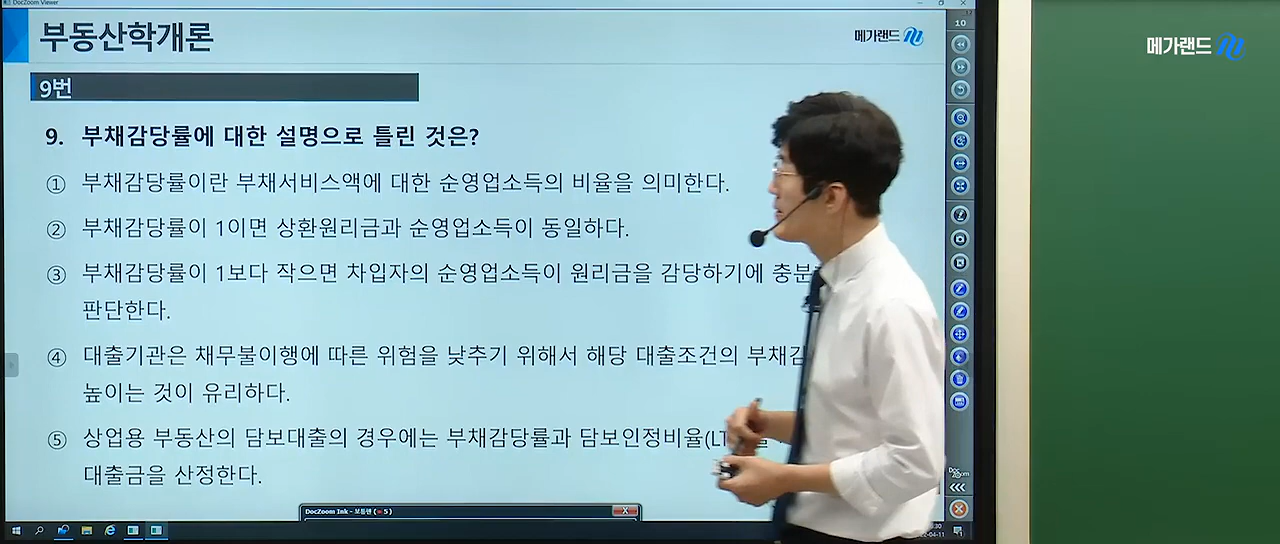 DocZoom Viewer
부동산학개론
메가랜드
메가랜드
10
9번
9. 부채감당률에 대한 설명으로 틀린 것은?
① 부채감당률이란 부채서비스액에 대한 순영업소득의 비율을 의미한다.
② 부채감당률이 1이면 상환원리금과 순영업소득이 동일하다.
③ 부채감당률이 1보다 작으면 차입자의 순영업소득이 원리금을 감당하기에 충분
판단한다.
④ 대출기관은 채무불이행에 따른 위험을 낮추기 위해서 해당 대출조건의
높이는 것이 유리하다.
⑤ 상업용 부동산의 담보대출의 경우에는 부채감당률과 담보인정비율(LT
대출금을 산정한다.
DocZoom
DocZoom Ink - 보통펜 ( 5 )